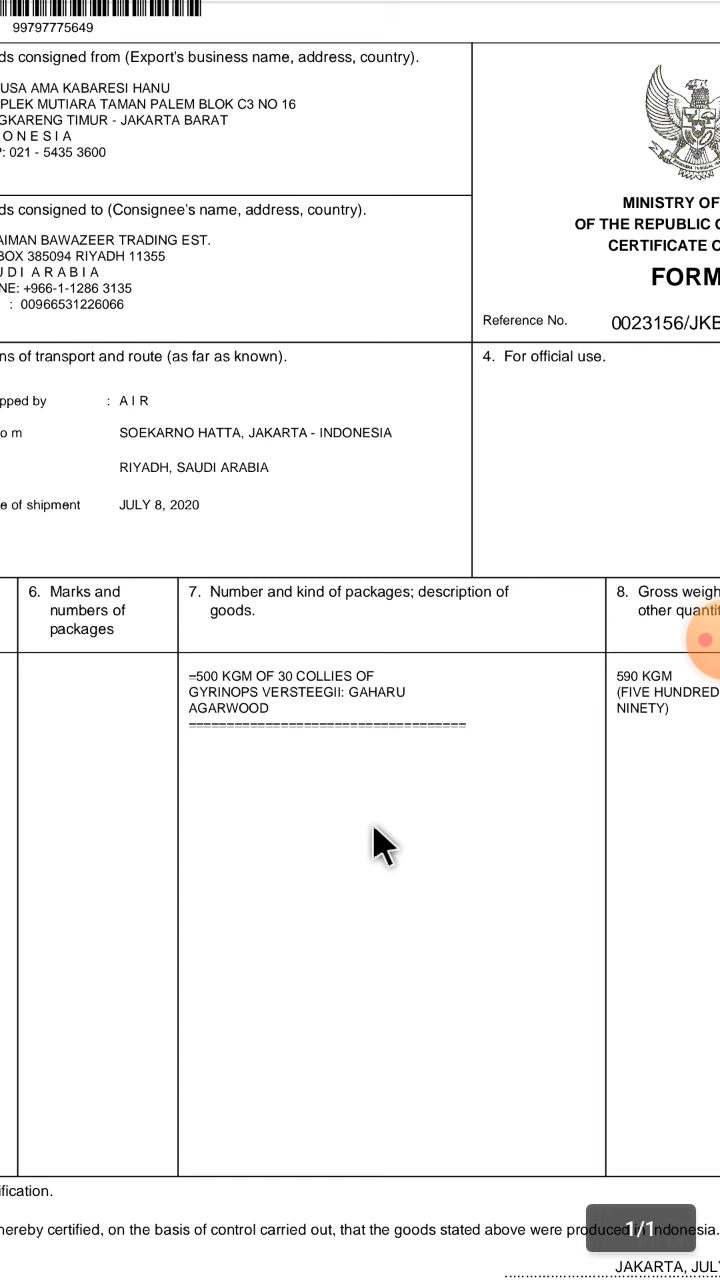 99797775649
ds consigned from (Export's business name, address, country).
USA AMA KABARESI HANU
PLEK MUTIARA TAMAN PALEM BLOK C3 NO 16
GKARENG TIMUR - JAKARTA BARAT
O N E S I A
P: 021 - 5435 3600
MINISTRY OF
OF THE REPUBLIC
CERTIFICATE
FORM
Reference No. 0023156/JKB
ds consigned to (Consignee's name, address, country).
AIMAN BAWAZEER TRADING EST.
BOX 385094 RIYADH 11355
U D I A R A B I A
NE: +966-1-1286 3135
: 00966531226066
ns of transport and route (as far as known).
pped by : A I R
o m SOEKARNO HATTA, JAKARTA - INDONESIA
RIYADH, SAUDI ARABIA
e of shipment JULY 8, 2020
4. For official use.
6. Marks and
numbers of
packages
7. Number and kind of packages; description of
goods.
8. Gross weigh
other quantit
=500 KGM OF 30 COLLIES OF
GYRINOPS VERSTEEGII: GAHARU
AGARWOOD
====================================
590 KGM
(FIVE HUNDRED
NINETY)
ification.
hereby certified, on the basis of control carried out, that the goods stated above were produced in Indonesia.
1/1
JAKARTA, JULY